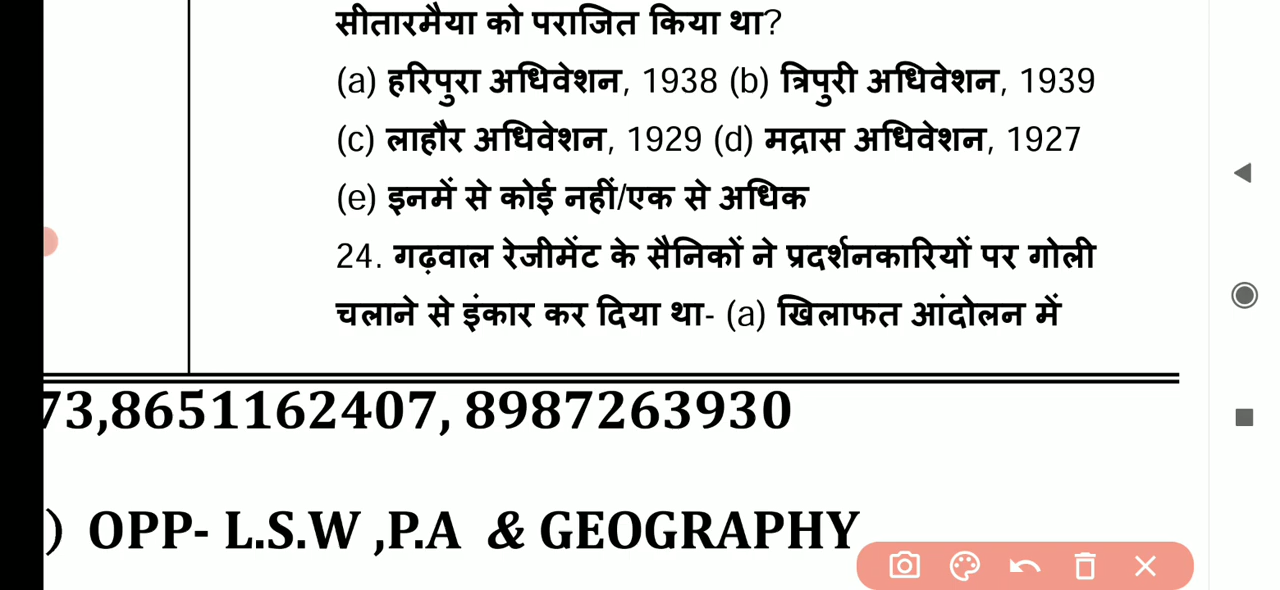 सीतारमैया को पराजित किया था?
(a) हरिपुरा अधिवेशन, 1938 (b) त्रिपुरी अधिवेशन, 1939
(c) लाहौर अधिवेशन, 1929 (d) मद्रास अधिवेशन, 1927
(e) इनमें से कोई नहीं/एक से अधिक
24. गढ़वाल रेजीमेंट के सैनिकों ने प्रदर्शनकारियों पर गोली
चलाने से इंकार कर दिया था- (a) खिलाफत आंदोलन में
73,8651162407, 8987263930
) OPP- L.S.W ,P.A & GEOGRAPHY